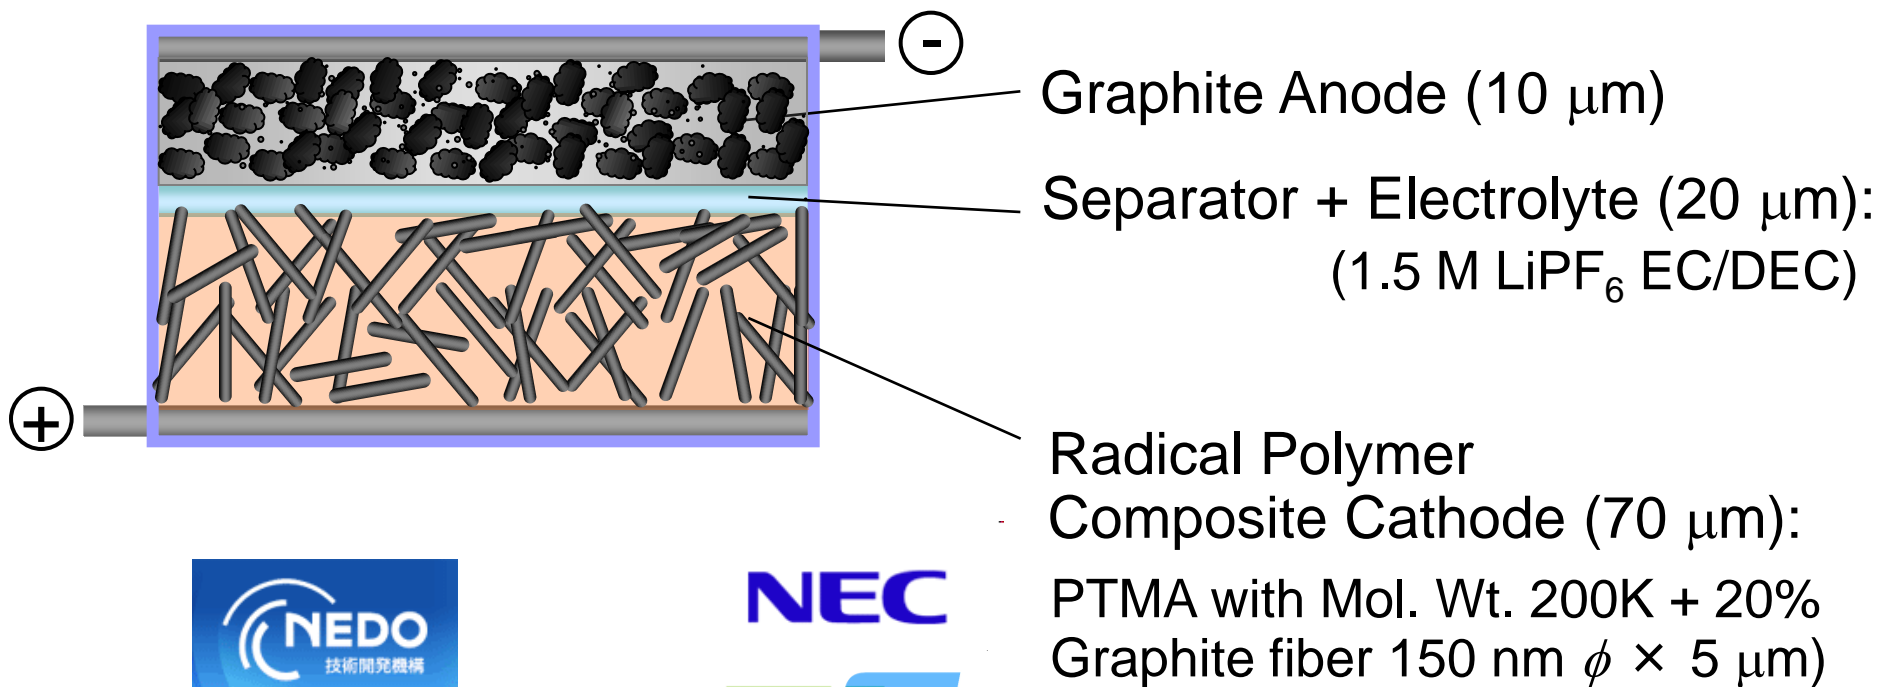 -
Graphite Anode (10 μm)
Separator + Electrolyte (20 μm):
(1.5 M LiPF₆ EC/DEC)
+
Radical Polymer
Composite Cathode (70 μm):
PTMA with Mol. Wt. 200K + 20%
Graphite fiber 150 nm ϕ × 5 μm)
NEDO
技術開発機構
NEC